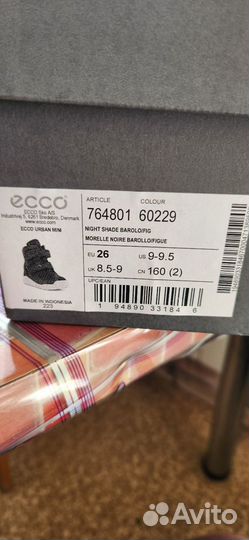 ecco
ECCO Sko A/S
Industrivej 5, 6261 Bredebro, Denmark
www.ecco.com
ECCO URBAN MINI
MADE IN INDONESIA
223
ARTICLE COLOUR
764801 60229
NIGHT SHADE BAROLO/FIG
MORELLE NOIRE BAROLLO/FIGUE
EU 26 US 9-9.5
UK 8.5-9 CN 160 (2)
UPC/EAN
1 94890 33184 6
Avito